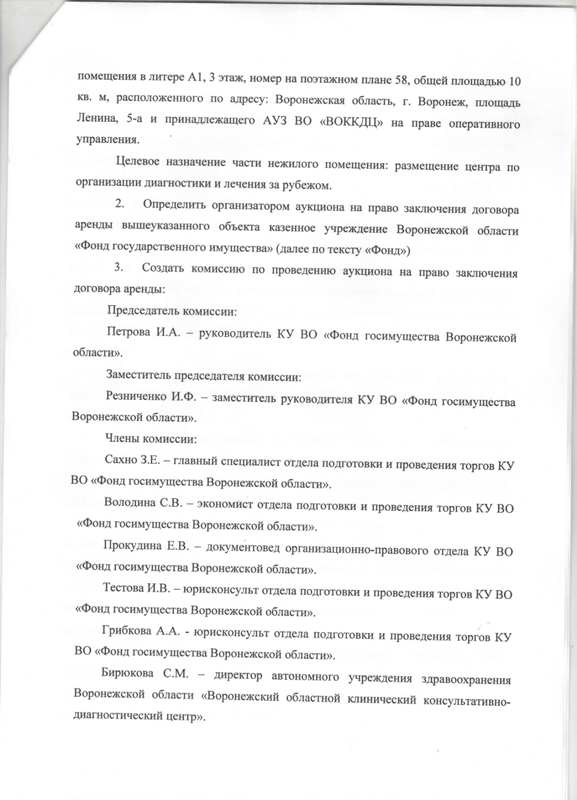 помещения в литере А1, 3 этаж, номер на поэтажном плане 58, общей площадью 10
кв. м, расположенного по адресу: Воронежская область, г. Воронеж, площадь
Ленина, 5-а и принадлежащего АУЗ ВО «ВОККДЦ» на праве оперативного
управления.
Целевое назначение части нежилого помещения: размещение центра по
организации диагностики и лечения за рубежом.
2. Определить организатором аукциона на право заключения договора
аренды вышеуказанного объекта казенное учреждение Воронежской области
«Фонд государственного имущества» (далее по тексту «Фонд»)
3. Создать комиссию по проведению аукциона на право заключения
договора аренды:
Председатель комиссии:
Петрова И.А. – руководитель КУ ВО «Фонд госимущества Воронежской
области».
Заместитель председателя комиссии:
Резниченко И.Ф. – заместитель руководителя КУ ВО «Фонд госимущества
Воронежской области».
Члены комиссии:
Сахно З.Е. – главный специалист отдела подготовки и проведения торгов КУ
ВО «Фонд госимущества Воронежской области».
Володина С.В. – экономист отдела подготовки и проведения торгов КУ ВО
«Фонд госимущества Воронежской области».
Прокудина Е.В. – документовед организационно-правового отдела КУ ВО
«Фонд госимущества Воронежской области».
Тестова И.В. – юрисконсульт отдела подготовки и проведения торгов КУ ВО
«Фонд госимущества Воронежской области».
Грибкова А.А. - юрисконсульт отдела подготовки и проведения торгов КУ
ВО «Фонд госимущества Воронежской области».
Бирюкова С.М. – директор автономного учреждения здравоохранения
Воронежской области «Воронежский областной клинический консультативно-
диагностический центр».